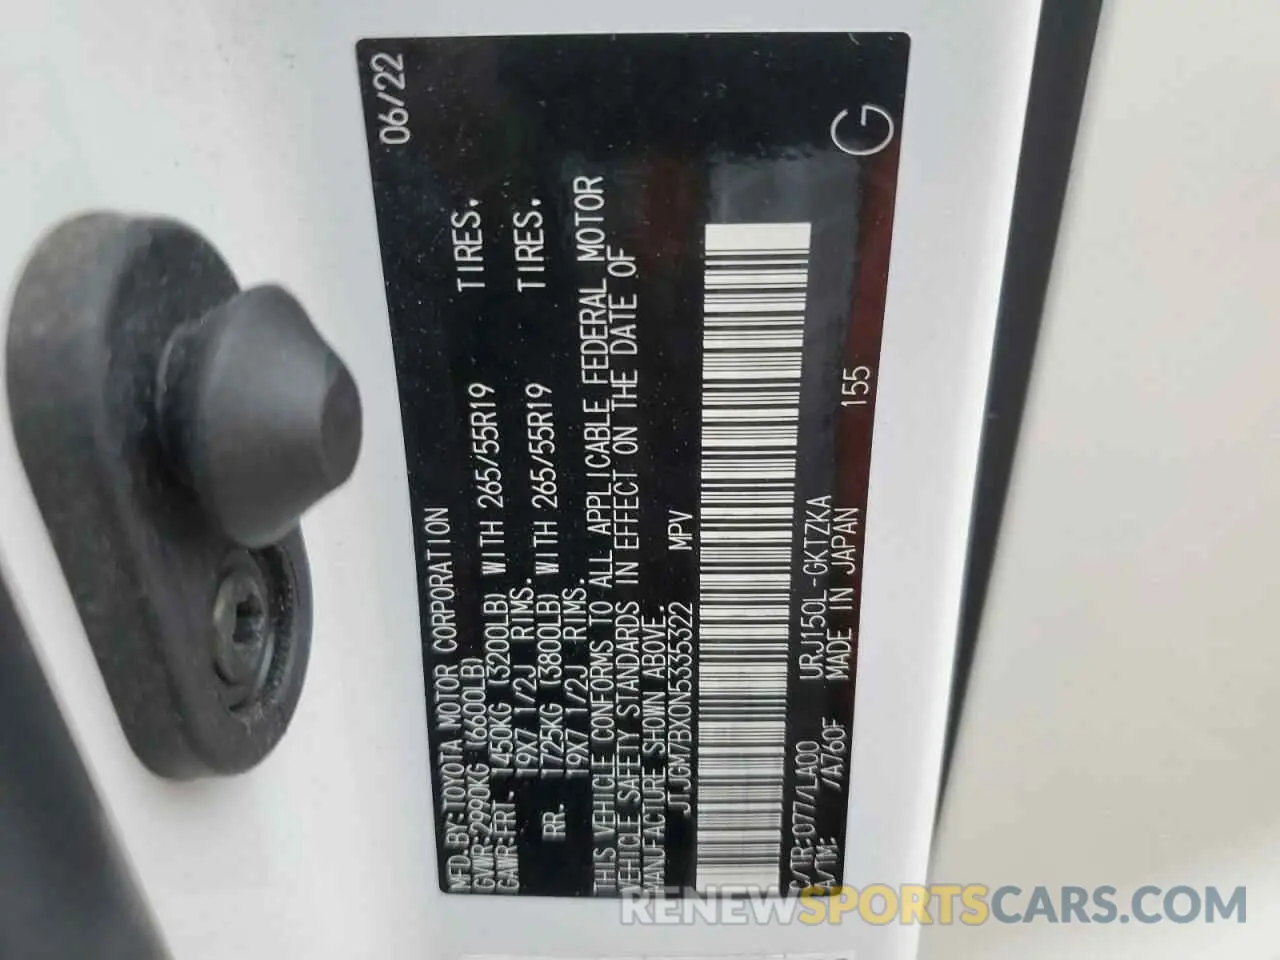 06/22
MFD.BY:TOYOTA MOTOR CORPORATION
GVWR:2990KG (6600LB)
GAWR:FRT. 1450KG (3200LB) WITH 265/55R19 TIRES.
19X7 1/2J RIMS.
RR. 1725KG (3800LB) WITH 265/55R19 TIRES.
19X7 1/2J RIMS.
THIS VEHICLE CONFORMS TO ALL APPLICABLE FEDERAL MOTOR
VEHICLE SAFETY STANDARDS IN EFFECT ON THE DATE OF
MANUFACTURE SHOWN ABOVE.
JTJGM7BX0N5335322 MPV
C/TR:077/LA00 URJ150L-GKTZKA 155
A/TM: /A760F MADE IN JAPAN
G
RENEWSPORTSCARS.COM